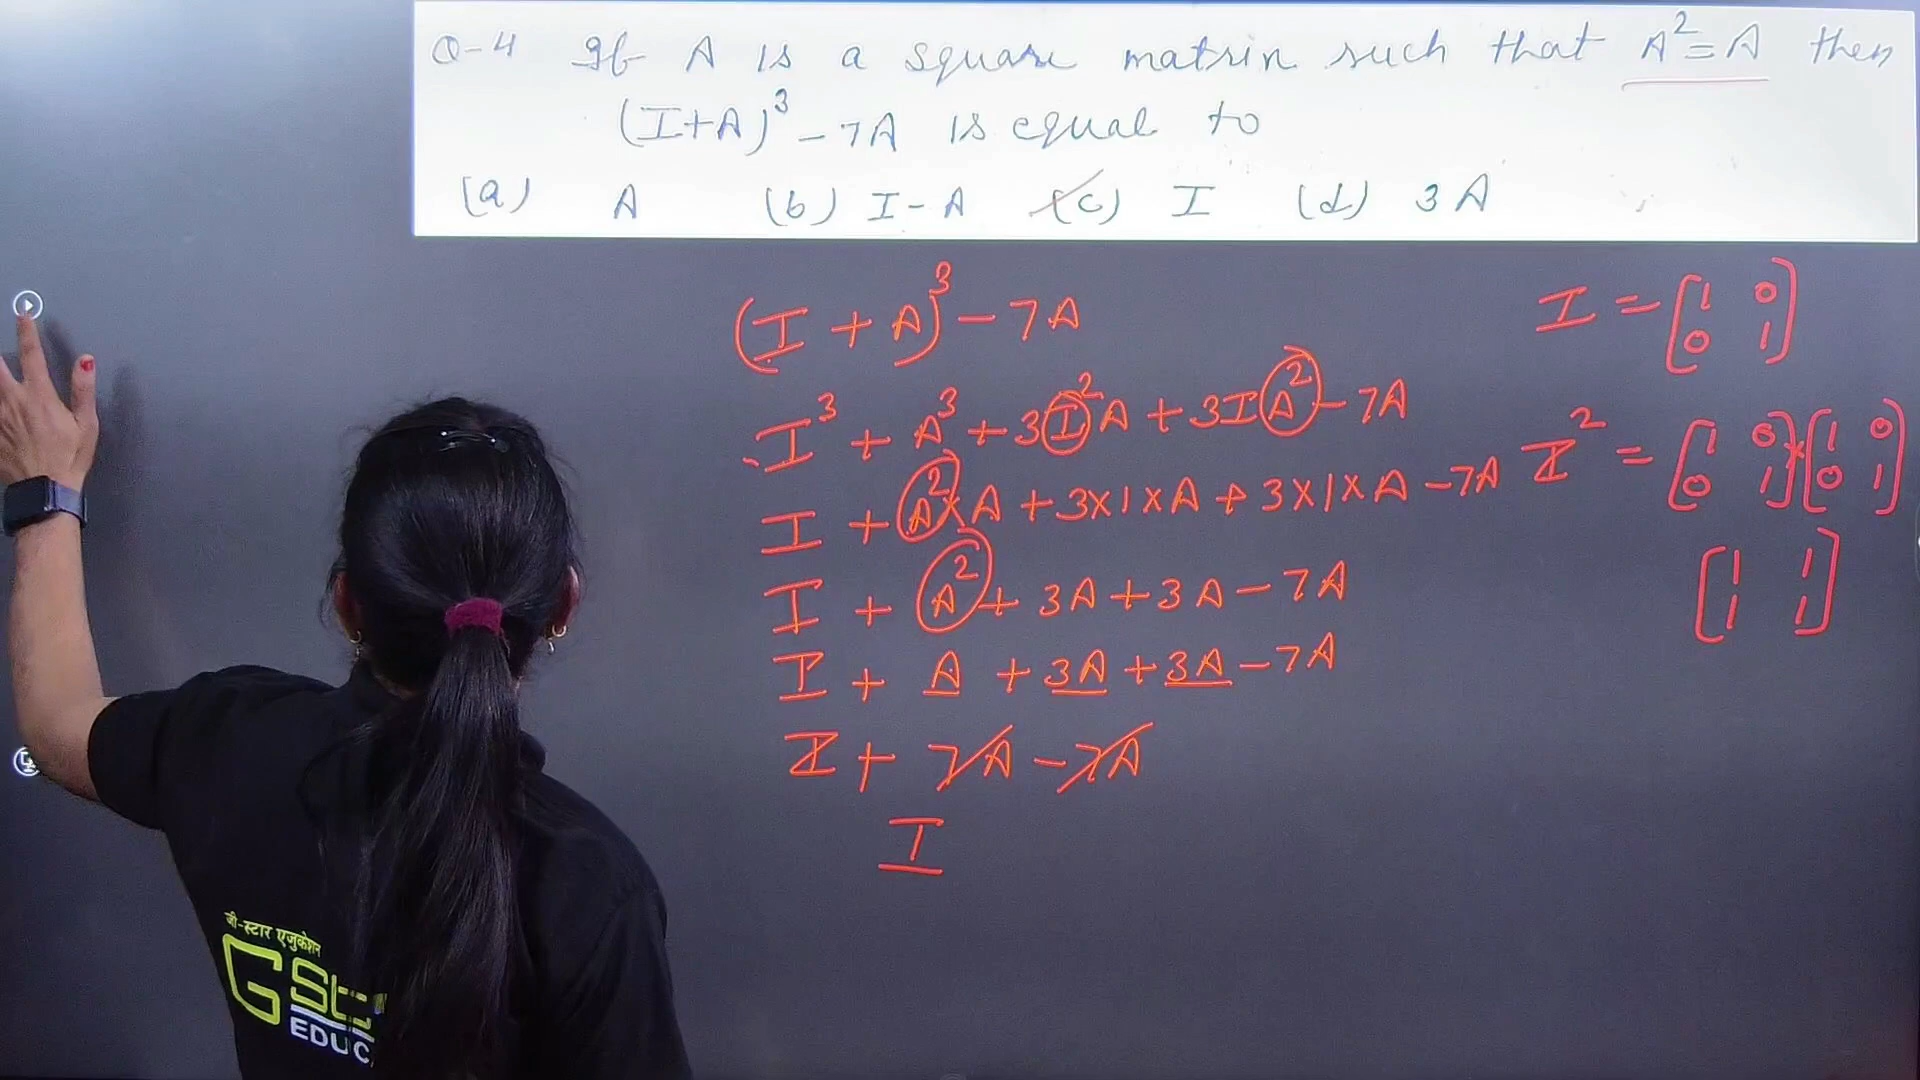 Q-4 If A is a square matrix such that A²=A then
(I+A)³ - 7A is equal to
(a) A (b) I - A (c) I (d) 3A
(I + A)³ - 7A
I³ + A³ + 3I²A + 3IA² - 7A
I + A² × A + 3×1×A + 3×1×A - 7A
I + A² + 3A + 3A - 7A
I + A + 3A + 3A - 7A
I + 7A - 7A
I
I = [1 0
0 1]
I² = [1 0 × [1 0
0 1] 0 1]
[1 1
1 1]
जी-स्टार एजुकेशन
EDUC